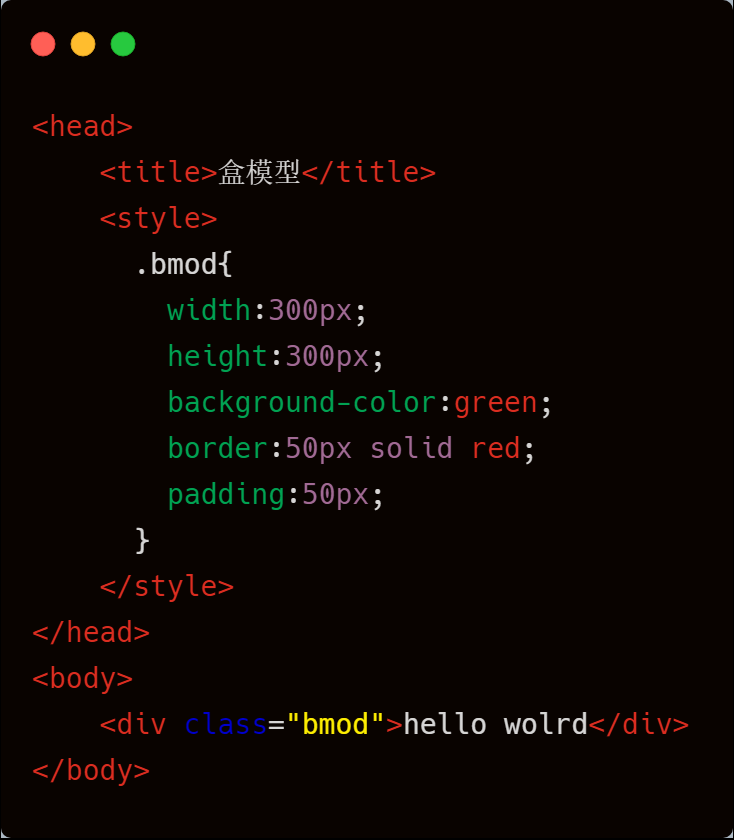 <head>
    <title>盒模型</title>
    <style>
      .bmod{
        width:300px;
        height:300px;
        background-color:green;
        border:50px solid red;
        padding:50px;
      }
    </style>
</head>
<body>
    <div class="bmod">hello wolrd</div>
</body>